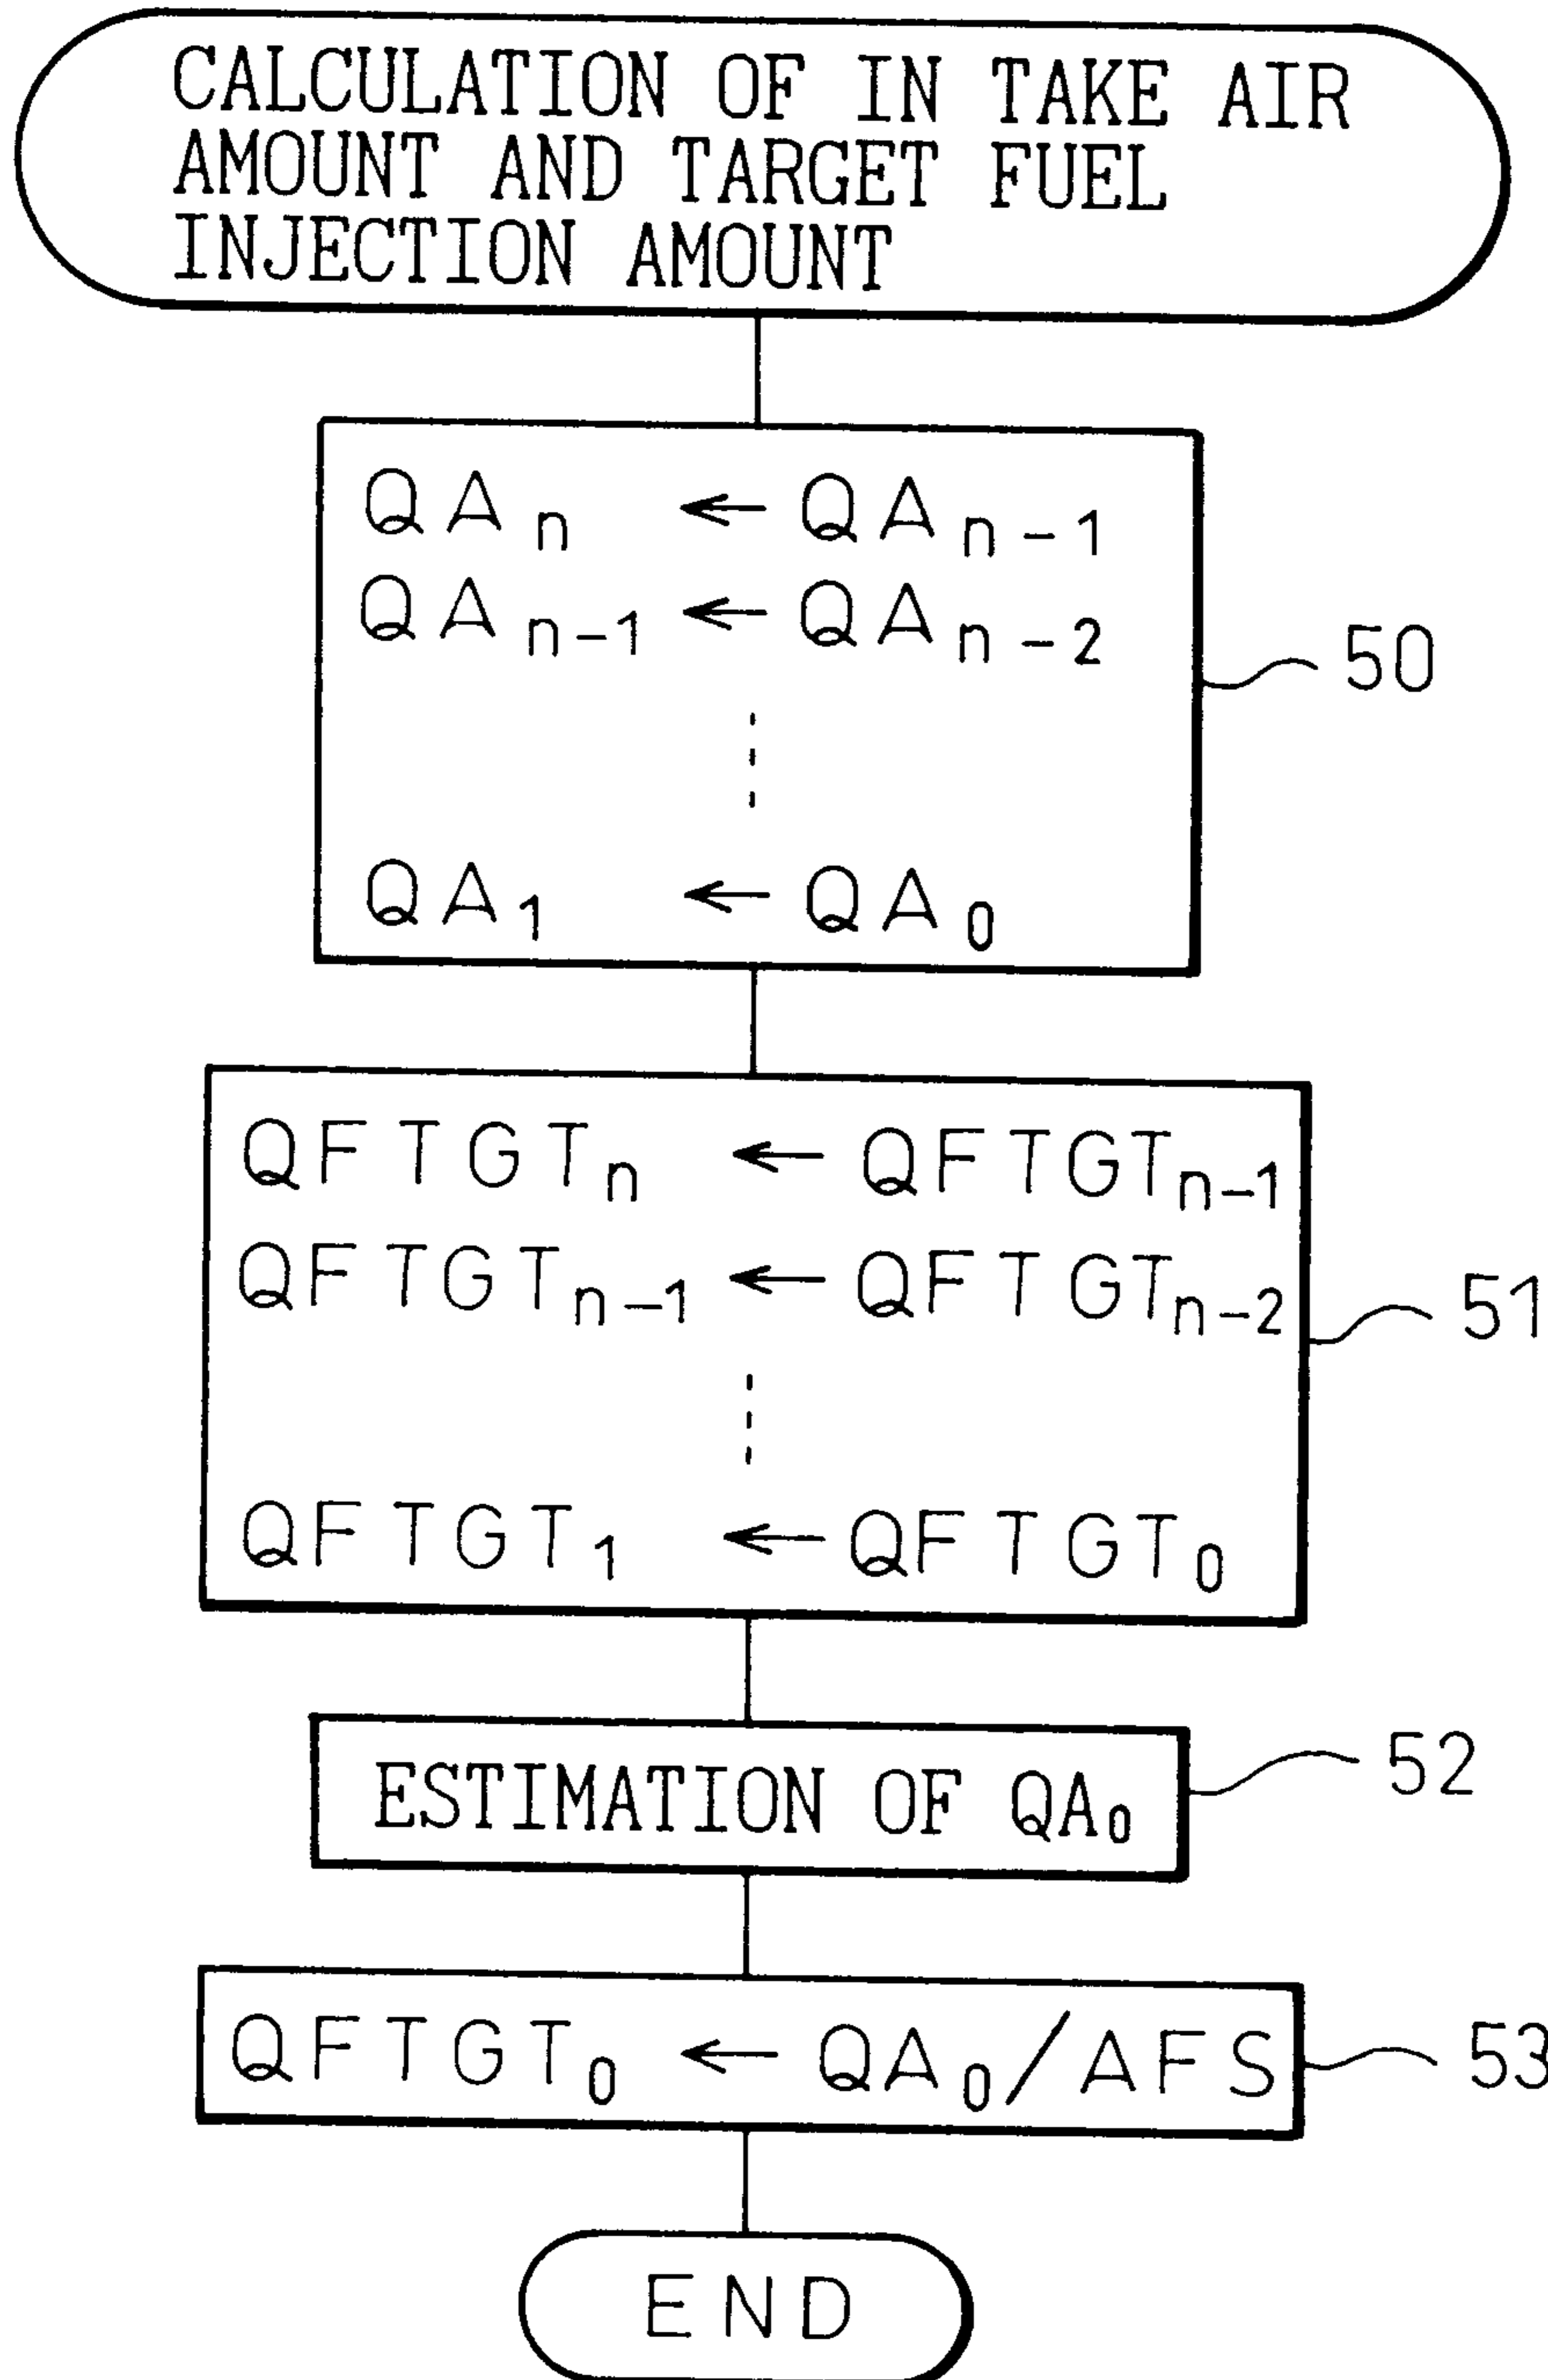 CALCULATION OF IN TAKE AIR
AMOUNT AND TARGET FUEL
INJECTION AMOUNT
QAₙ ← QAₙ₋₁
QAₙ₋₁ ← QAₙ₋₂
50
QA₁ ← QA₀
QFTGTₙ ← QFTGTₙ₋₁
QFTGTₙ₋₁ ← QFTGTₙ₋₂
51
QFTGT₁ ← QFTGT₀
ESTIMATION OF QA₀
52
QFTGT₀ ← QA₀/AFS
53
END